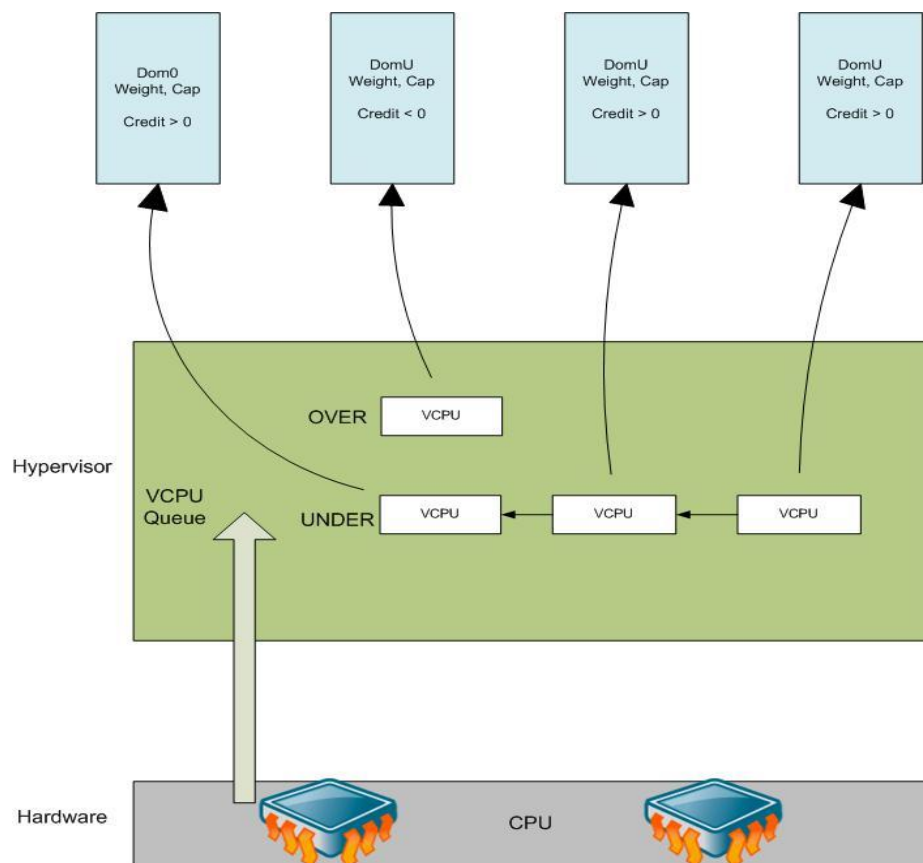 Dom0
Weight, Cap
Credit > 0
DomU
Weight, Cap
Credit < 0
DomU
Weight, Cap
Credit > 0
DomU
Weight, Cap
Credit > 0
OVER
VCPU
Hypervisor
VCPU
Queue
UNDER
VCPU
VCPU
VCPU
Hardware
CPU